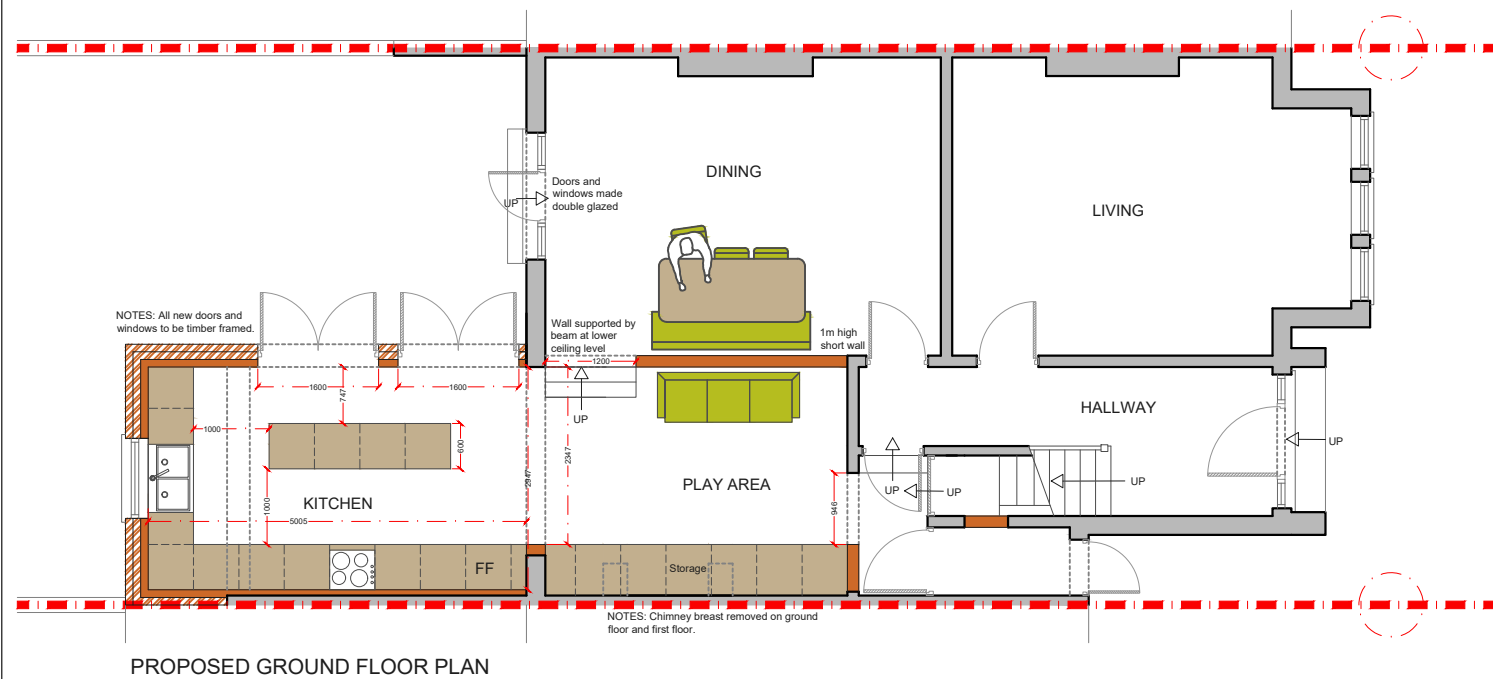 DINING
Doors and
windows made
double glazed
UP
LIVING
NOTES: All new doors and
windows to be timber framed.
Wall supported by
beam at lower
ceiling level
1m high
short wall
1200
1600
1600
747
UP
HALLWAY
UP
1000
600
2947
2347
KITCHEN
PLAY AREA
UP
UP
UP
1000
946
5005
FF
Storage
NOTES: Chimney breast removed on ground
floor and first floor.
PROPOSED GROUND FLOOR PLAN